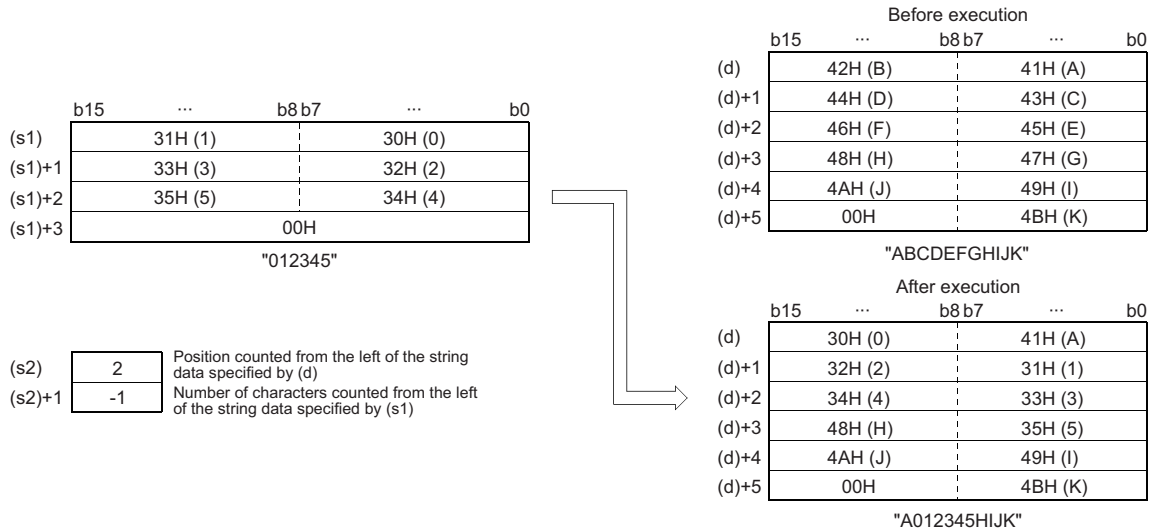 b15 ... b8 b7 ... b0
(s1) 31H (1) 30H (0)
(s1)+1 33H (3) 32H (2)
(s1)+2 35H (5) 34H (4)
(s1)+3 00H
"012345"
(s2) 2 Position counted from the left of the string
data specified by (d)
(s2)+1 -1 Number of characters counted from the left
of the string data specified by (s1)
Before execution
b15 ... b8 b7 ... b0
(d) 42H (B) 41H (A)
(d)+1 44H (D) 43H (C)
(d)+2 46H (F) 45H (E)
(d)+3 48H (H) 47H (G)
(d)+4 4AH (J) 49H (I)
(d)+5 00H 4BH (K)
"ABCDEFGHIJK"
After execution
b15 ... b8 b7 ... b0
(d) 30H (0) 41H (A)
(d)+1 32H (2) 31H (1)
(d)+2 34H (4) 33H (3)
(d)+3 48H (H) 35H (5)
(d)+4 4AH (J) 49H (I)
(d)+5 00H 4BH (K)
"A012345HIJK"